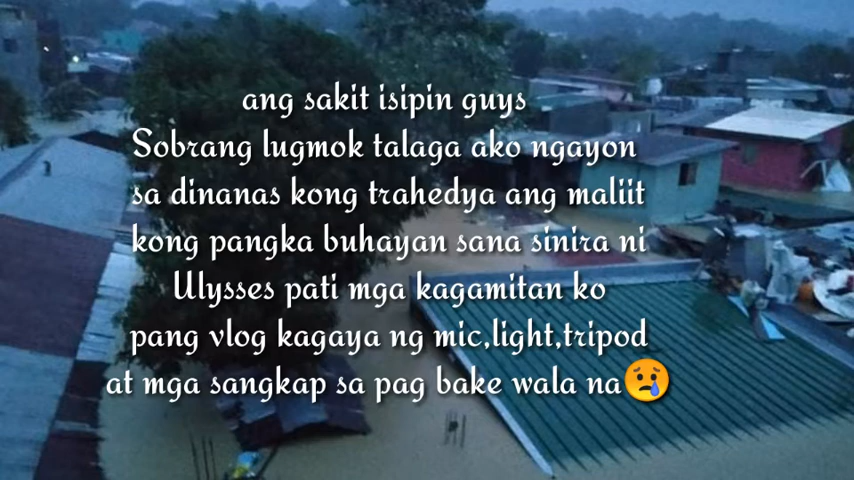 ang sakit isipin guys
Sobrang lugmok talaga ako ngayon
sa dinanas kong trahedya ang maliit
kong pangka buhayan sana sinira ni
Ulysses pati mga kagamitan ko
pang vlog kagaya ng mic,light,tripod
at mga sangkap sa pag bake wala na😢